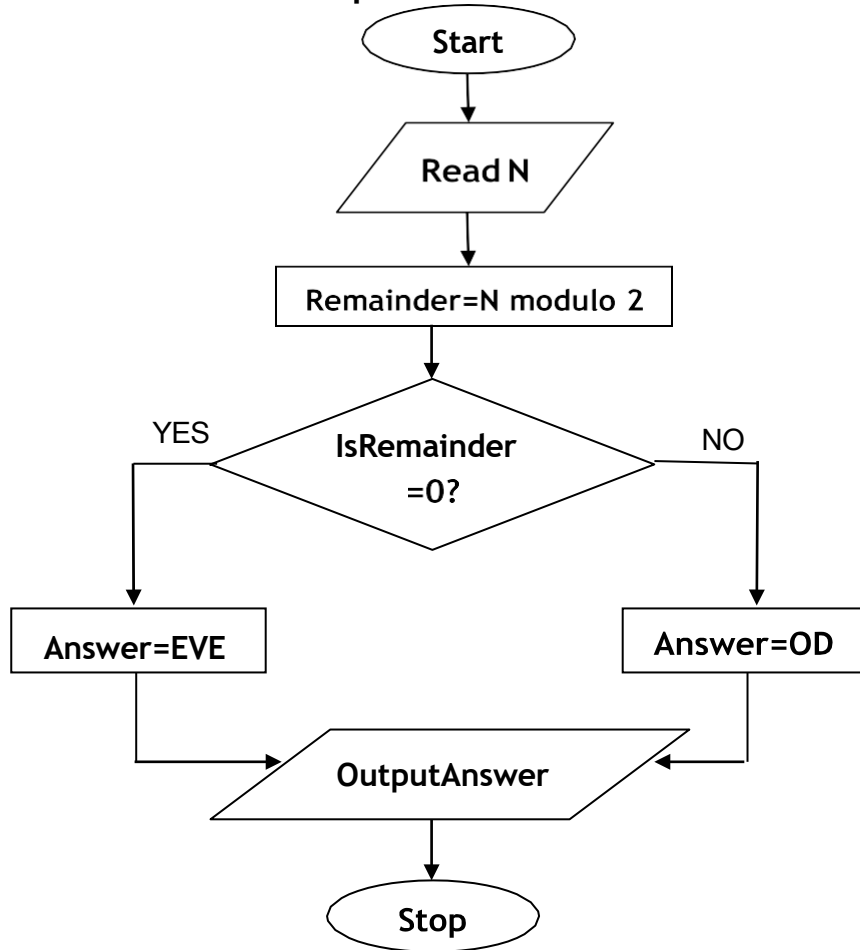 Start
Read N
Remainder=N modulo 2
YES
NO
IsRemainder
=0?
Answer=EVE
Answer=OD
OutputAnswer
Stop